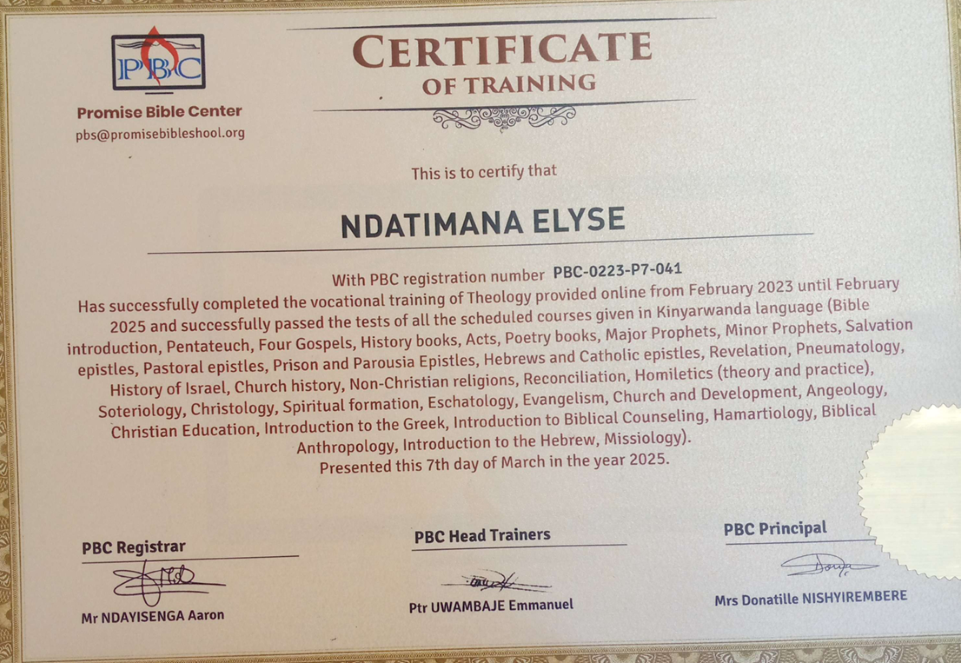 PBC
Promise Bible Center
pbs@promisebibleshool.org
CERTIFICATE
OF TRAINING
This is to certify that
NDATIMANA ELYSE
With PBC registration number PBC-0223-P7-041
Has successfully completed the vocational training of Theology provided online from February 2023 until February
2025 and successfully passed the tests of all the scheduled courses given in Kinyarwanda language (Bible
introduction, Pentateuch, Four Gospels, History books, Acts, Poetry books, Major Prophets, Minor Prophets, Salvation
epistles, Pastoral epistles, Prison and Parousia Epistles, Hebrews and Catholic epistles, Revelation, Pneumatology,
History of Israel, Church history, Non-Christian religions, Reconciliation, Homiletics (theory and practice),
Soteriology, Christology, Spiritual formation, Eschatology, Evangelism, Church and Development, Angeology,
Christian Education, Introduction to the Greek, Introduction to Biblical Counseling, Hamartiology, Biblical
Anthropology, Introduction to the Hebrew, Missiology).
Presented this 7th day of March in the year 2025.
PBC Registrar
Mr NDAYISENGA Aaron
PBC Head Trainers
Ptr UWAMBAJE Emmanuel
PBC Principal
Mrs Donatille NISHYIREMBERE